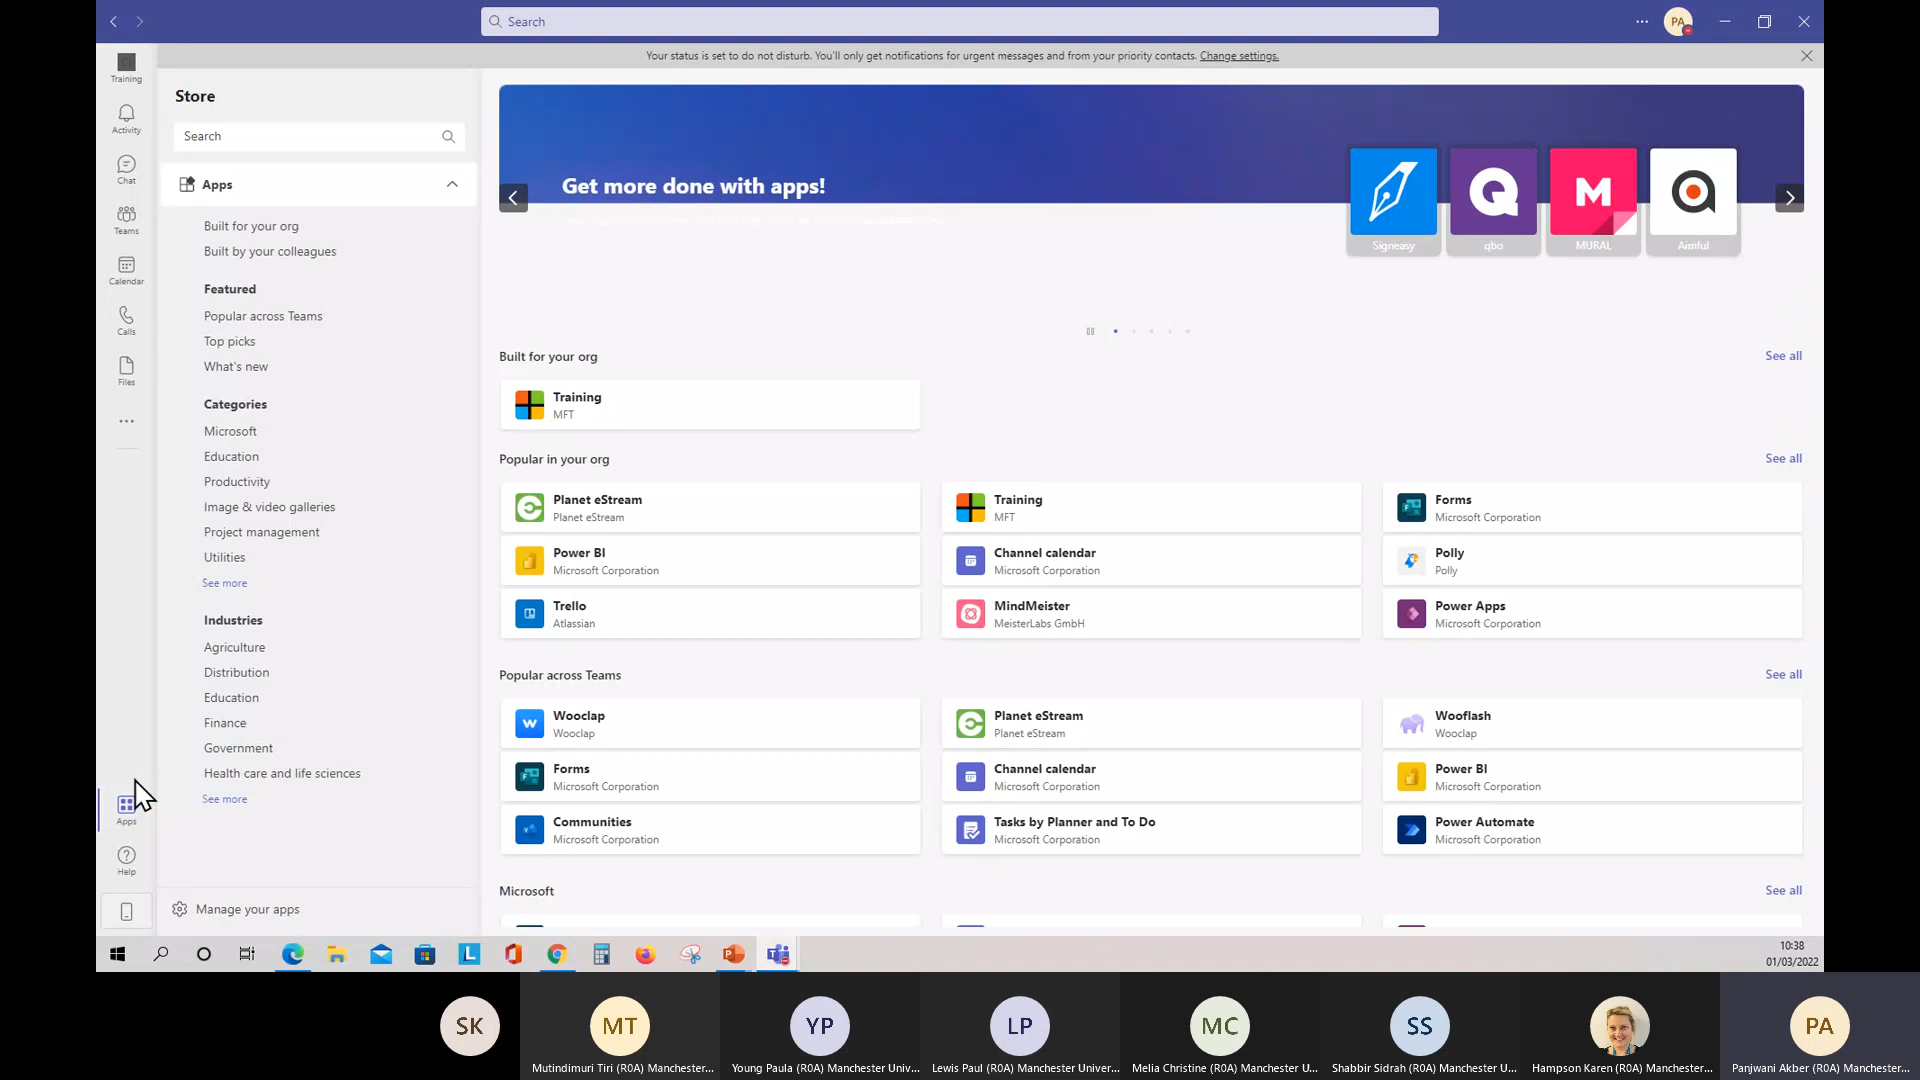 Search
PA
Your status is set to do not disturb. You'll only get notifications for urgent messages and from your priority contacts. Change settings.
Training
Activity
Chat
Teams
Calendar
Calls
Files
Apps
Help
Store
Search
Apps
Built for your org
Built by your colleagues
Featured
Popular across Teams
Top picks
What's new
Categories
Microsoft
Education
Productivity
Image & video galleries
Project management
Utilities
See more
Industries
Agriculture
Distribution
Education
Finance
Government
Health care and life sciences
See more
Manage your apps
Get more done with apps!
Signeasy
qbo
MURAL
Aimful
Built for your org
See all
Training
MFT
Popular in your org
See all
Planet eStream
Planet eStream
Training
MFT
Forms
Microsoft Corporation
Power BI
Microsoft Corporation
Channel calendar
Microsoft Corporation
Polly
Polly
Trello
Atlassian
MindMeister
MeisterLabs GmbH
Power Apps
Microsoft Corporation
Popular across Teams
See all
Wooclap
Wooclap
Planet eStream
Planet eStream
Wooflash
Wooclap
Forms
Microsoft Corporation
Channel calendar
Microsoft Corporation
Power BI
Microsoft Corporation
Communities
Microsoft Corporation
Tasks by Planner and To Do
Microsoft Corporation
Power Automate
Microsoft Corporation
Microsoft
See all
10:38
01/03/2022
SK
MT
YP
LP
MC
SS
PA
Mutindimuri Tiri (R0A) Manchester...
Young Paula (R0A) Manchester Univ...
Lewis Paul (R0A) Manchester Univer...
Melia Christine (R0A) Manchester U...
Shabbir Sidrah (R0A) Manchester U...
Hampson Karen (R0A) Manchester...
Panjwani Akber (R0A) Manchester...